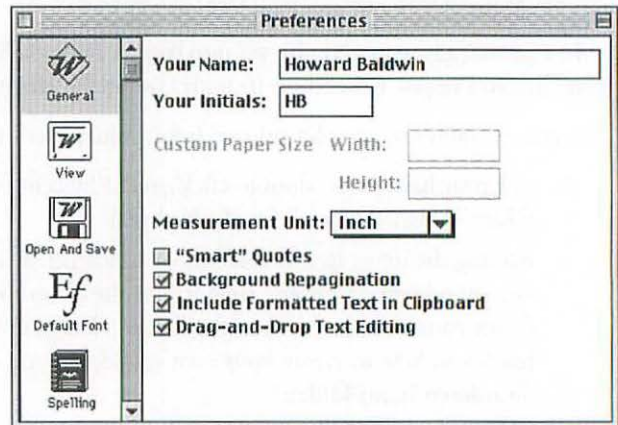 Preferences
General
View
Open And Save
Default Font
Spelling
Your Name: Howard Baldwin
Your Initials: HB
Custom Paper Size Width:
Height:
Measurement Unit: Inch
“Smart” Quotes
Background Repagination
Include Formatted Text in Clipboard
Drag-and-Drop Text Editing